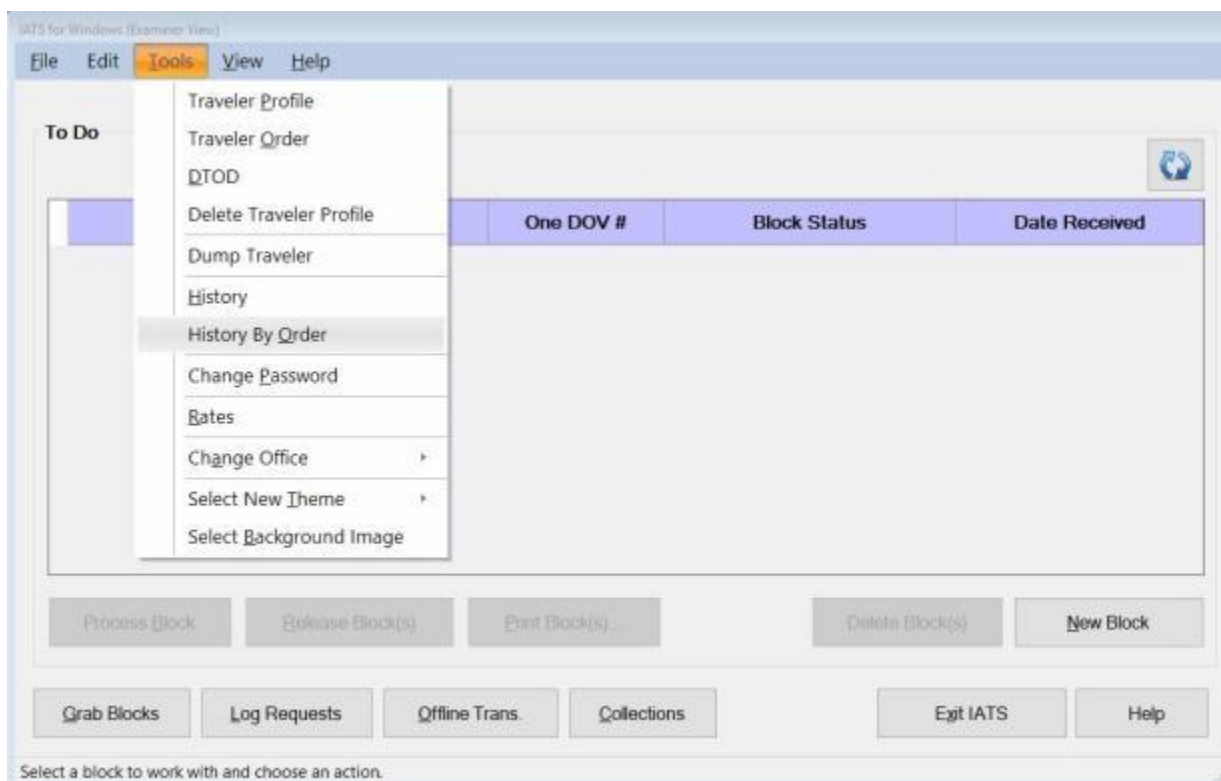 IATS for Windows (Examiner View)
File Edit Tools View Help
Traveler Profile
To Do
Traveler Order
DTOD
Delete Traveler Profile
One DOV # Block Status Date Received
Dump Traveler
History
History By Order
Change Password
Rates
Change Office
Select New Theme
Select Background Image
Process Block Release Block(s) Print Block(s)... Delete Block(s) New Block
Grab Blocks Log Requests Offline Trans. Collections Exit IATS Help
Select a block to work with and choose an action.